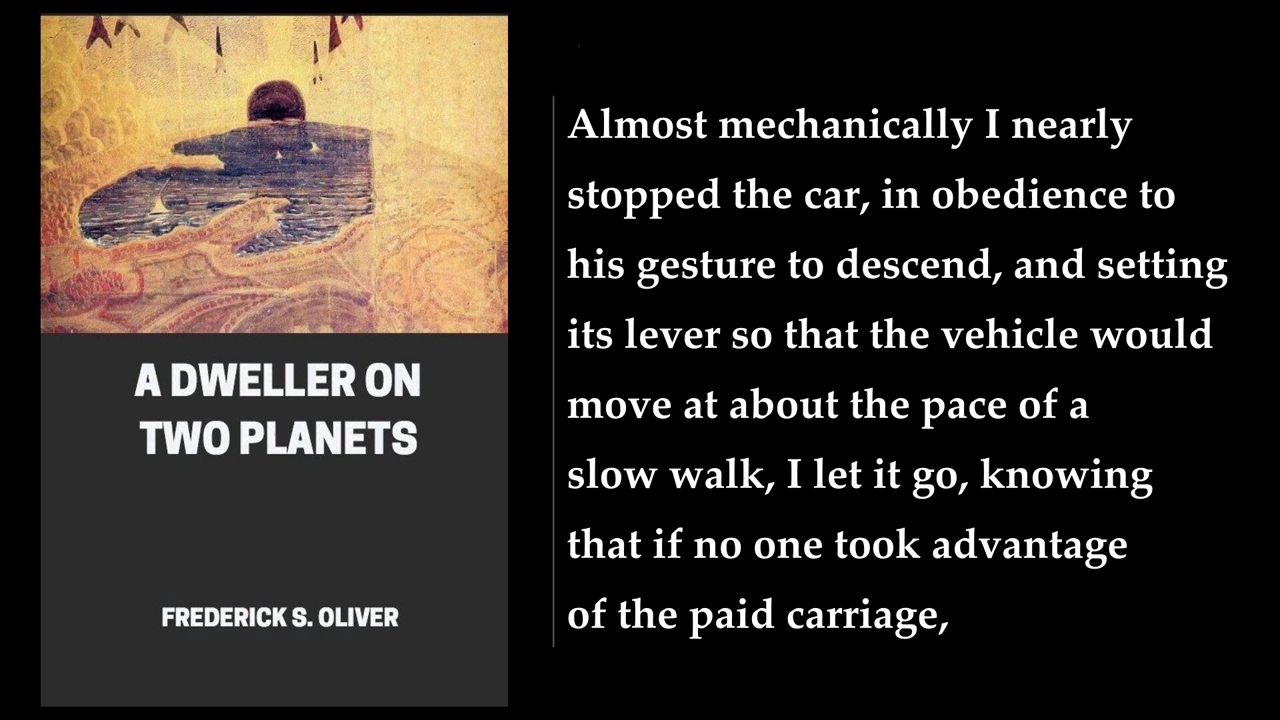 A DWELLER ON
TWO PLANETS
FREDERICK S. OLIVER
Almost mechanically I nearly
stopped the car, in obedience to
his gesture to descend, and setting
its lever so that the vehicle would
move at about the pace of a
slow walk, I let it go, knowing
that if no one took advantage
of the paid carriage,